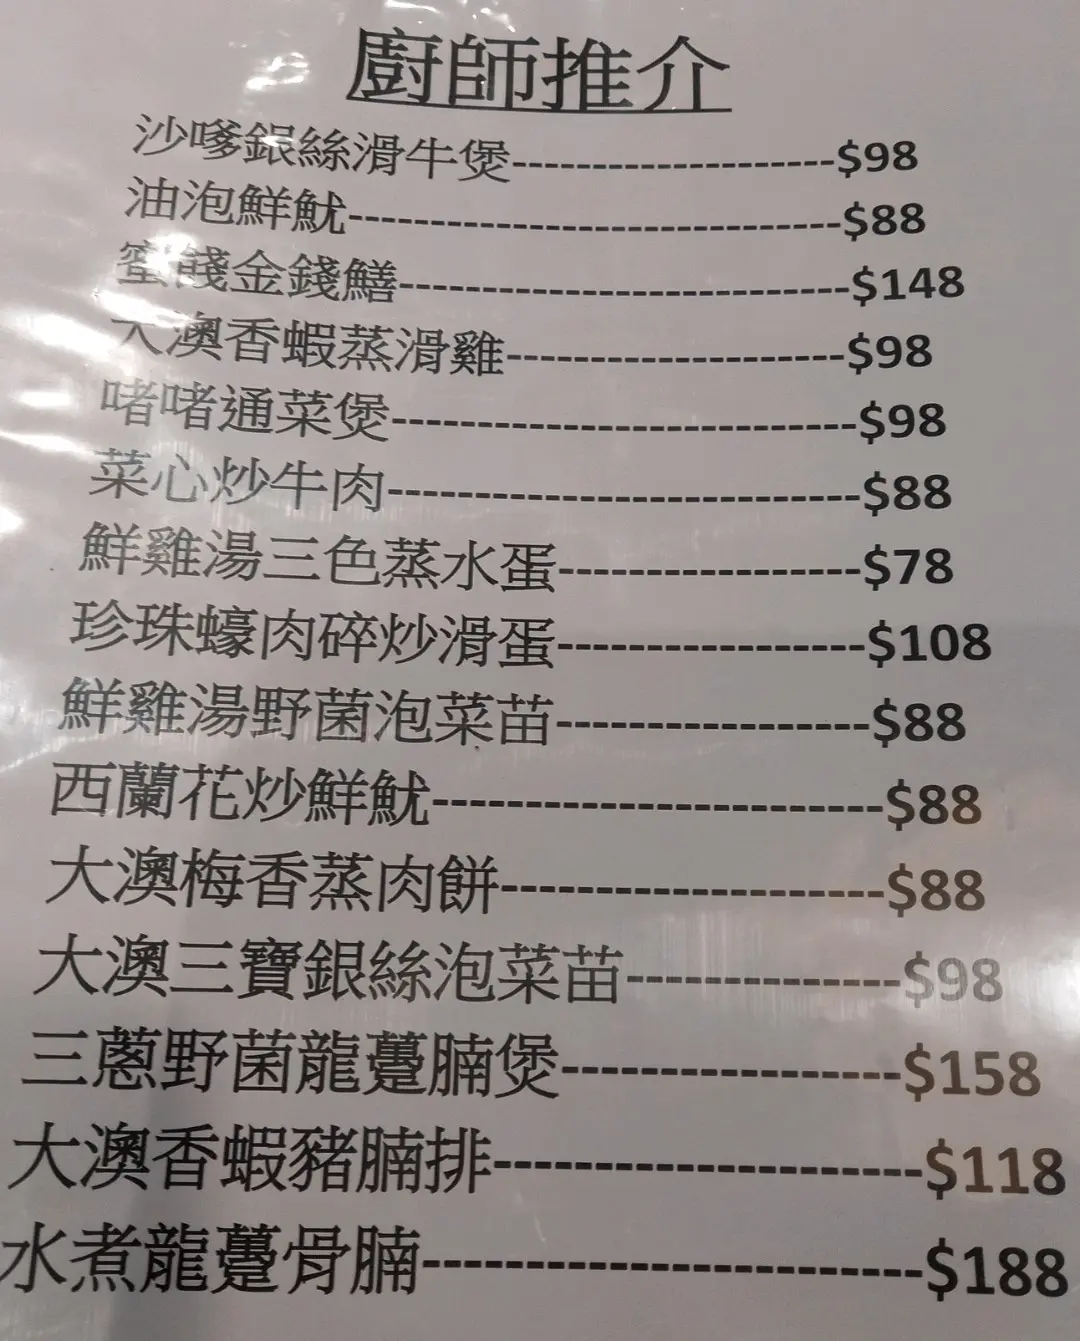 廚師推介
沙嗲銀絲滑牛煲--------------------$98
油泡鮮魷------------------------------$88
蜜餞金錢鱔----------------------------$148
大澳香蝦蒸滑雞---------------------$98
啫啫通菜煲----------------------------$98
菜心炒牛肉-----------------------------$88
鮮雞湯三色蒸水蛋------------------$78
珍珠蠔肉碎炒滑蛋------------------$108
鮮雞湯野菌泡菜苗------------------$88
西蘭花炒鮮魷--------------------------$88
大澳梅香蒸肉餅----------------------$88
大澳三寶銀絲泡菜苗---------------$98
三蔥野菌龍躉腩煲-------------------$158
大澳香蝦豬腩排-----------------------$118
水煮龍躉骨腩---------------------------$188